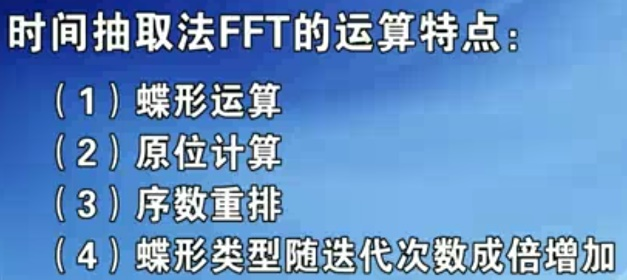 时间抽取法FFT的运算特点：
（1）蝶形运算
（2）原位计算
（3）序数重排
（4）蝶形类型随迭代次数成倍增加